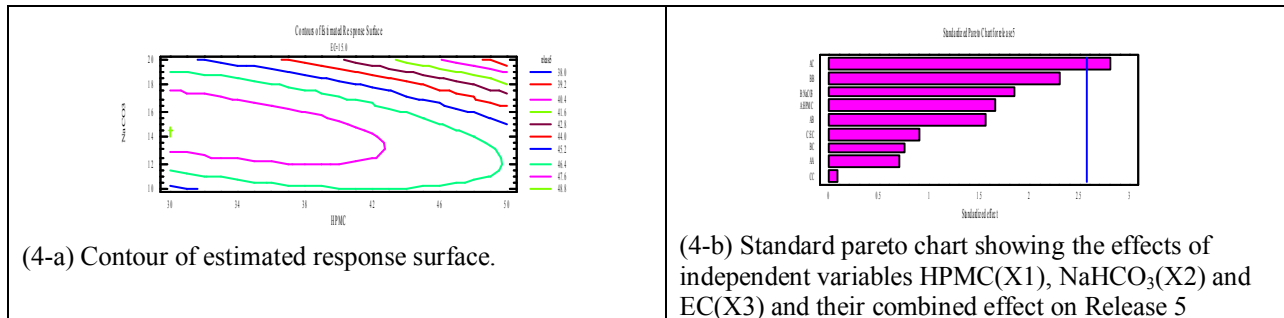 Contours of Estimated Response Surface
EC=15.0
release5
NaCO3
20
18
16
14
12
10
30
34
38
42
46
50
HPMC
38.0
39.2
40.4
41.6
42.8
44.0
45.2
46.4
47.6
48.8
(4-a) Contour of estimated response surface.
Standardized Pareto Chart for release5
AC
BB
AB
C:EC
BC
AA
CC
A:HPMC
0
0.5
1
1.5
2
2.5
3
Standardized effect
(4-b) Standard pareto chart showing the effects of
independent variables HPMC(X1), NaHCO₃(X2) and
EC(X3) and their combined effect on Release 5